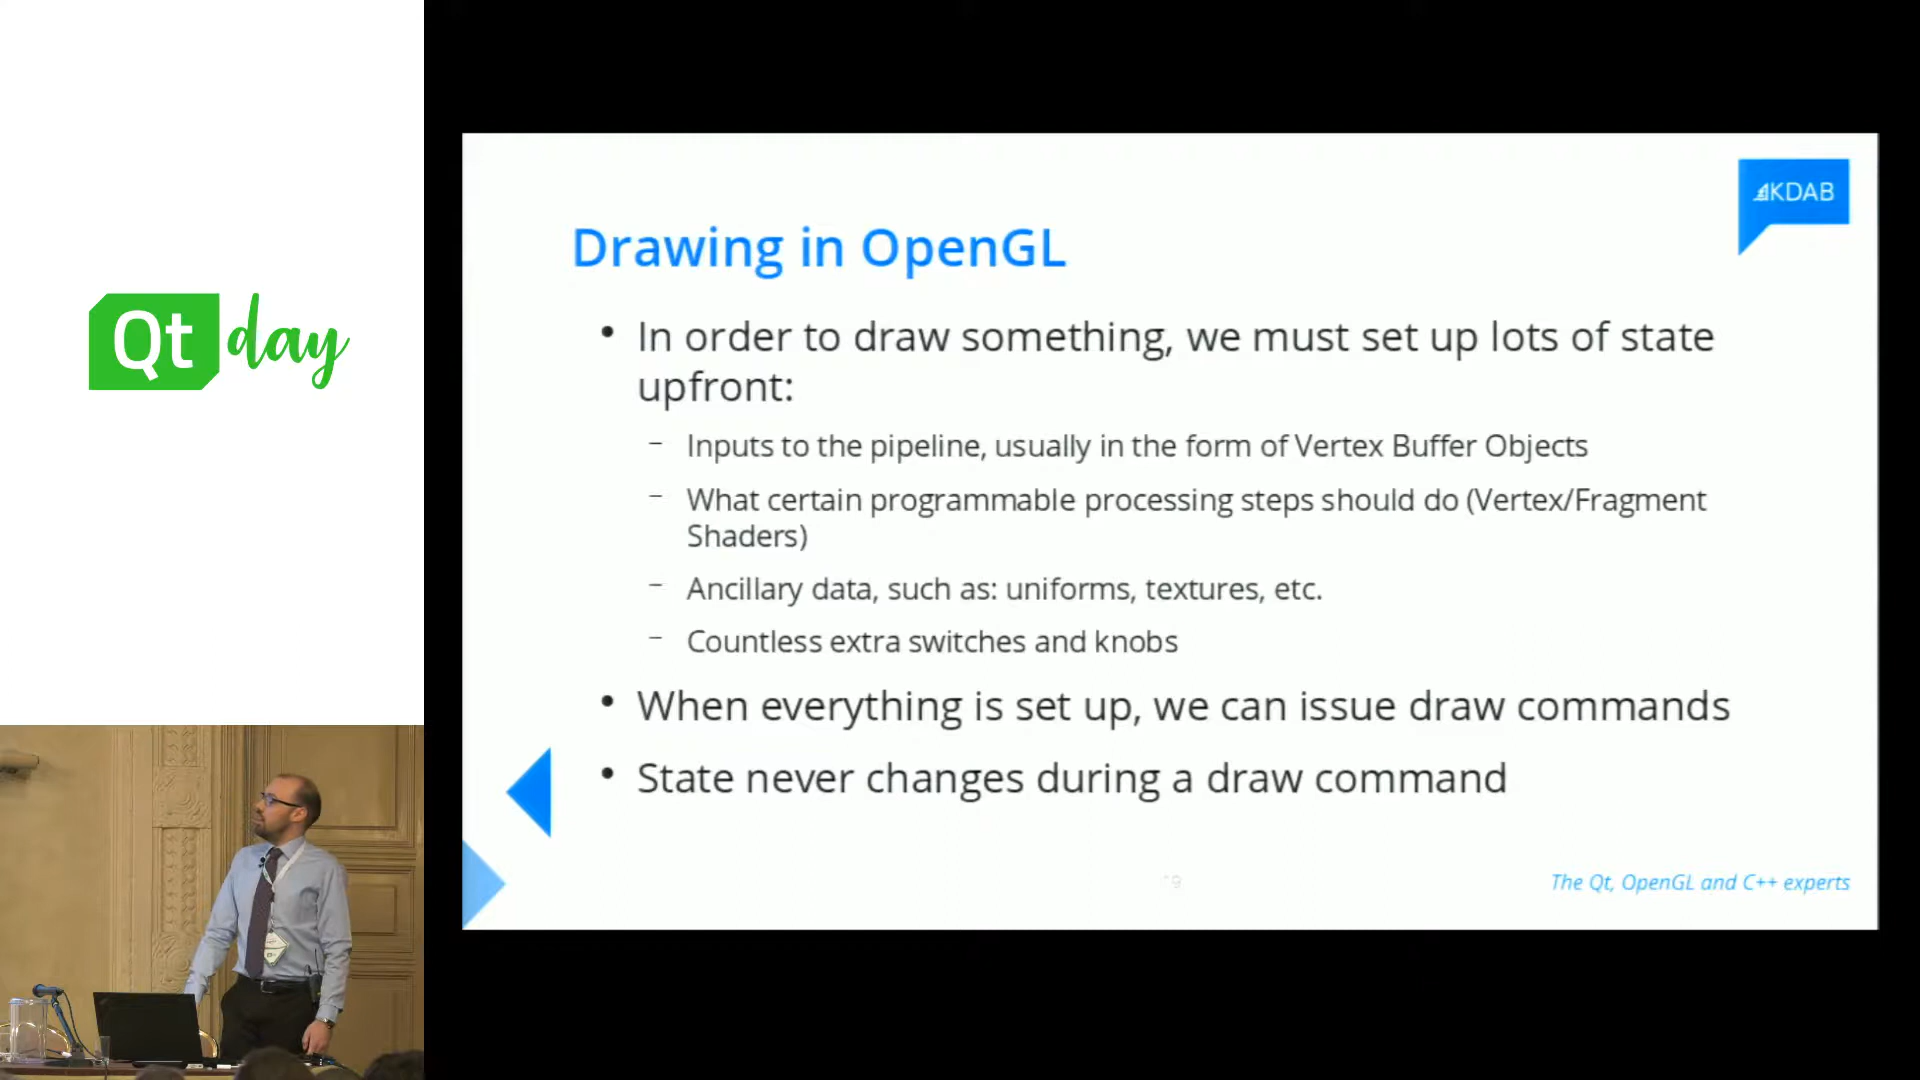 Qt day
KDAB
Drawing in OpenGL
• In order to draw something, we must set up lots of state
upfront:
– Inputs to the pipeline, usually in the form of Vertex Buffer Objects
– What certain programmable processing steps should do (Vertex/Fragment
Shaders)
– Ancillary data, such as: uniforms, textures, etc.
– Countless extra switches and knobs
• When everything is set up, we can issue draw commands
• State never changes during a draw command
19
The Qt, OpenGL and C++ experts